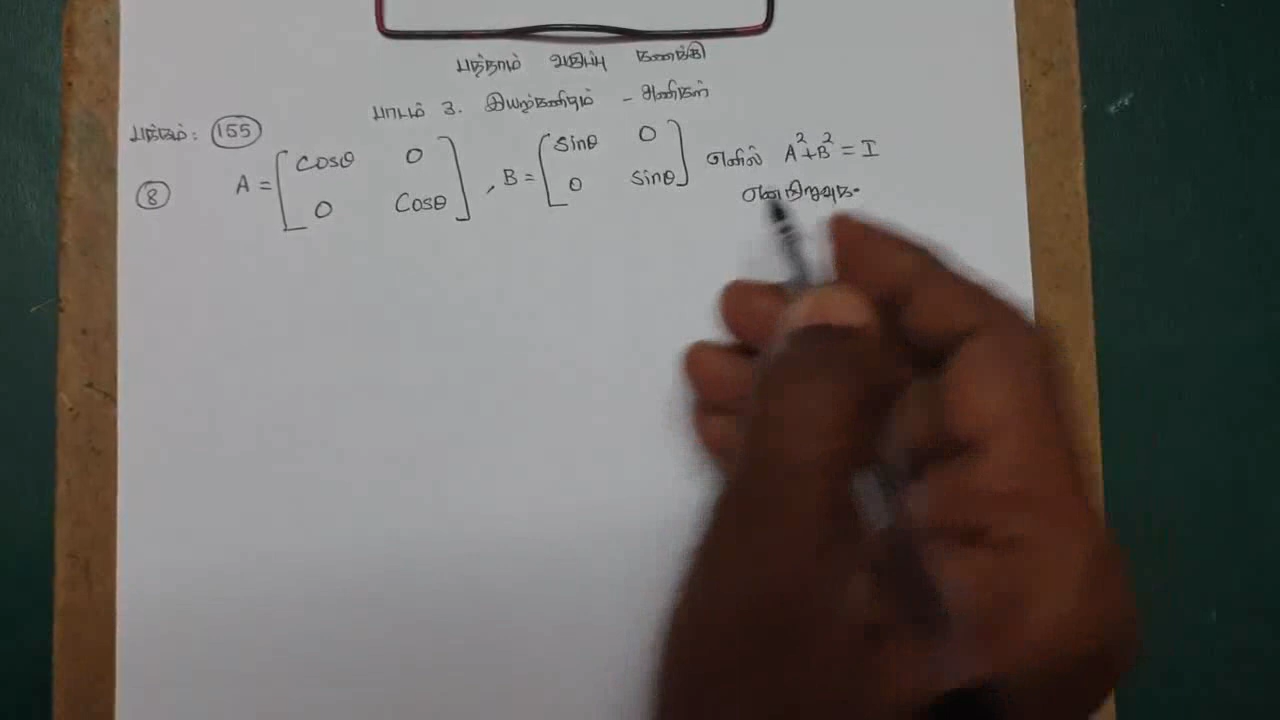 பத்தாம் வகுப்பு கணக்கு
பாடம் 3. இயற்கணிதம் - அணிகள்
பக்கம்: 155
8 A = [cosθ 0 0 cosθ], B = [sinθ 0 0 sinθ] எனில் A²+B² = I
என நிறுவுக.